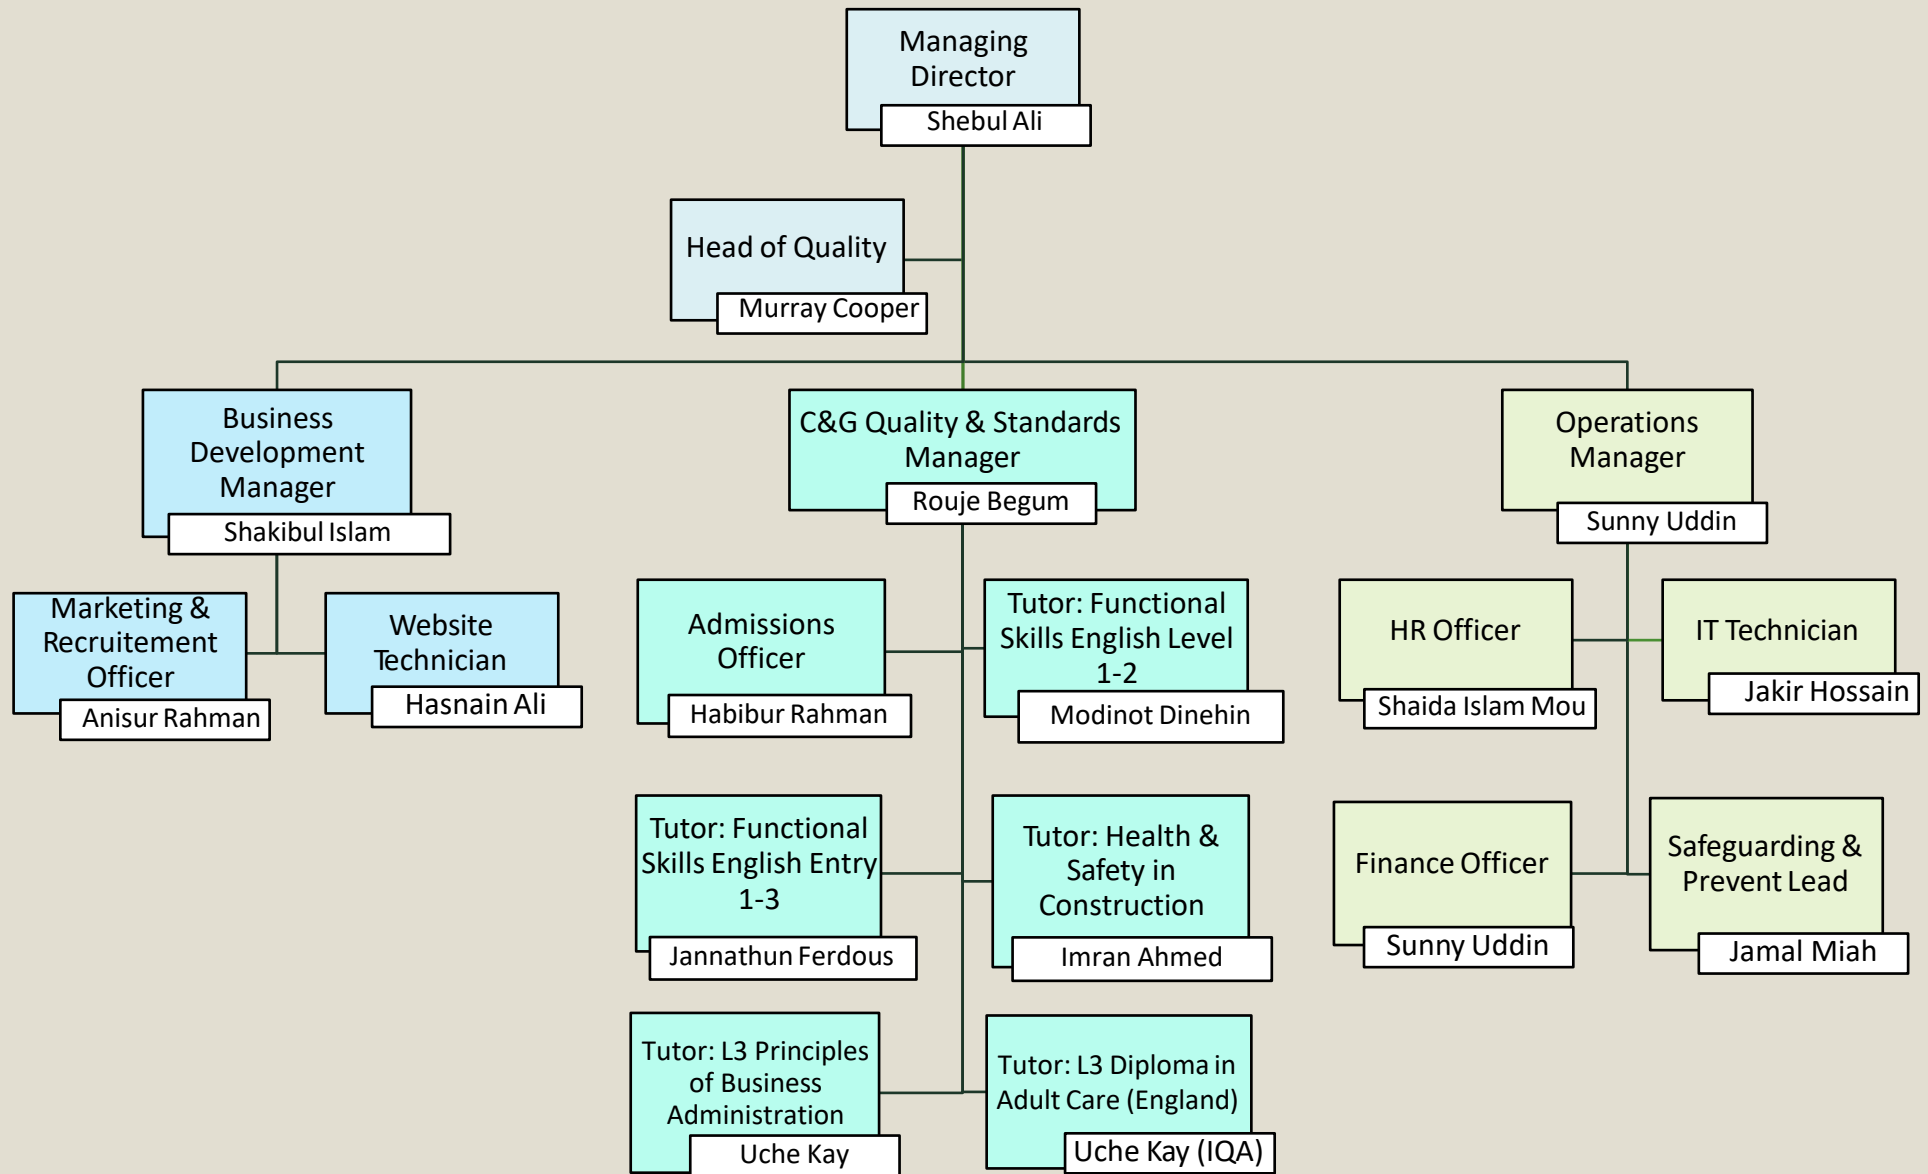 Managing
Director
Shebul Ali
Head of Quality
Murray Cooper
Business
Development
Manager
Shakibul Islam
C&G Quality & Standards
Manager
Rouje Begum
Operations
Manager
Sunny Uddin
Marketing &
Recruitement
Officer
Anisur Rahman
Website
Technician
Hasnain Ali
Admissions
Officer
Habibur Rahman
Tutor: Functional
Skills English Level
1-2
Modinot Dinehin
HR Officer
Shaida Islam Mou
IT Technician
Jakir Hossain
Tutor: Functional
Skills English Entry
1-3
Jannathun Ferdous
Tutor: Health &
Safety in
Construction
Imran Ahmed
Finance Officer
Sunny Uddin
Safeguarding &
Prevent Lead
Jamal Miah
Tutor: L3 Principles
of Business
Administration
Uche Kay
Tutor: L3 Diploma in
Adult Care (England)
Uche Kay (IQA)